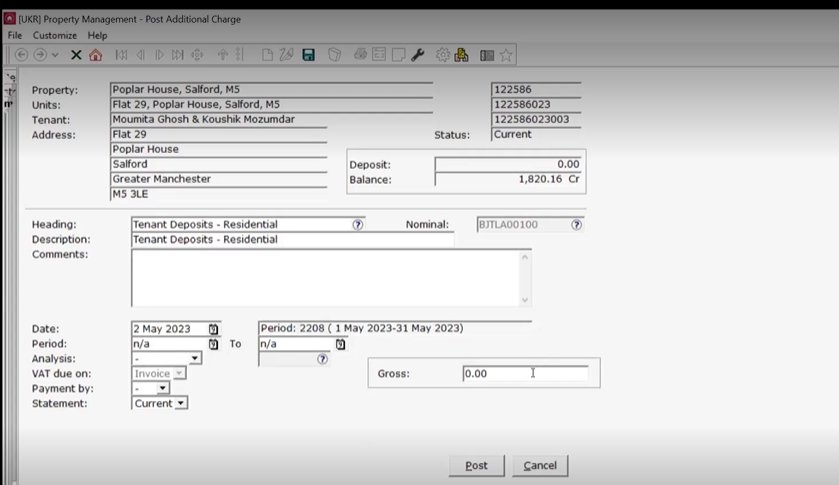 [UKR] Property Management - Post Additional Charge
File Customize Help
Property: Poplar House, Salford, M5 122586
Units: Flat 29, Poplar House, Salford, M5 122586023
Tenant: Moumita Ghosh & Koushik Mozumdar 122586023003
Address: Flat 29 Status: Current
Poplar House
Salford Deposit: 0.00
Greater Manchester Balance: 1,820.16 Cr
M5 3LE
Heading: Tenant Deposits - Residential Nominal: BJTLA00100
Description: Tenant Deposits - Residential
Comments:
Date: 2 May 2023 Period: 2208 ( 1 May 2023-31 May 2023)
Period: n/a To n/a
Analysis: -
VAT due on: Invoice Gross: 0.00
Payment by: -
Statement: Current
Post Cancel